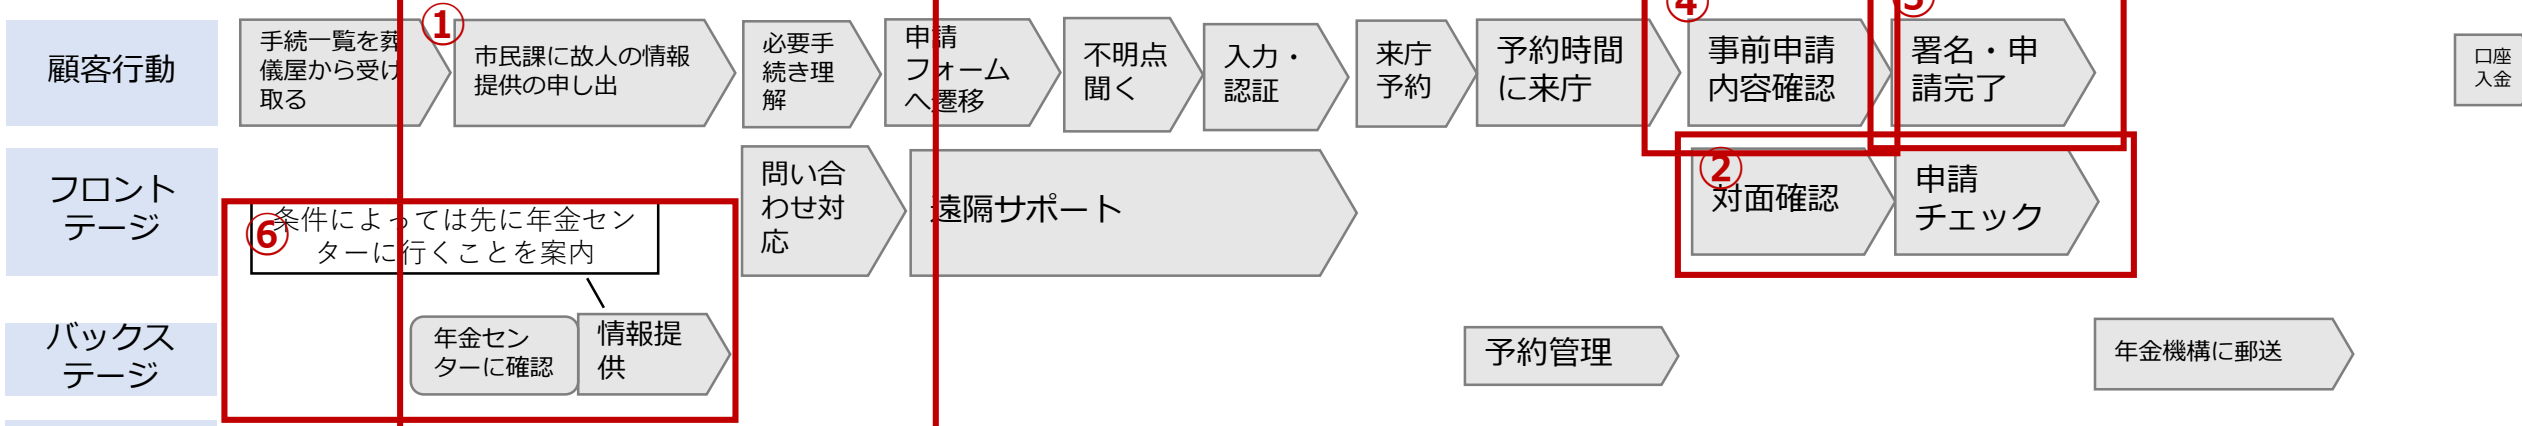 ④
⑤
顧客行動
手続一覧を葬
儀屋から受け
取る
①
市民課に故人の情報
提供の申し出
必要手
続き理
解
申請
フォーム
へ遷移
不明点
聞く
入力・
認証
来庁
予約
予約時間
に来庁
事前申請
内容確認
署名・申
請完了
口座
入金
フロント
テージ
⑥
条件によっては先に年金セン
ターに行くことを案内
問い合
わせ対
応
遠隔サポート
②
対面確認
申請
チェック
バックス
テージ
年金セン
ターに確認
情報提
供
予約管理
年金機構に郵送